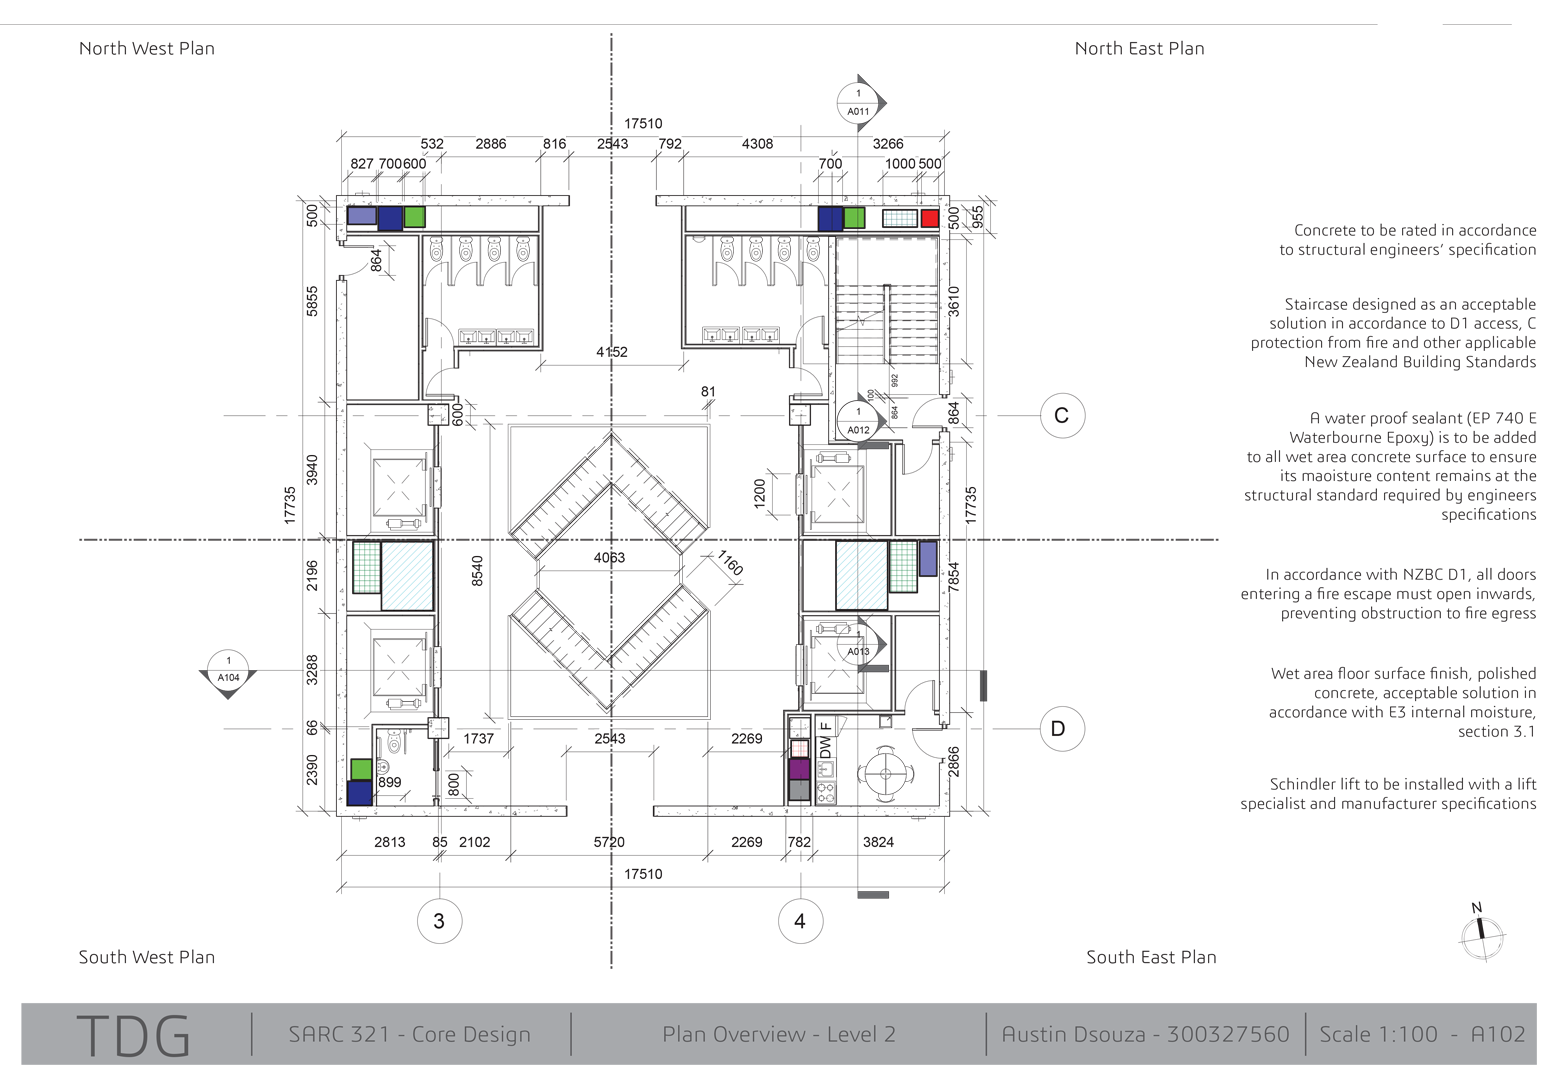 North West Plan
North East Plan
1
A011
17510
532 2886 816 2543 792 4308 3266
827 700 600 700 1000 500
500
500
955
864
5855
3610
4152
992
81
100
600
864
864
1
A012
C
3940
1200
17735
17735
4063
1160
8540
2196
7854
1
A013
1
A104
3288
66
D
1737
2543
2269
DW F
2390
899
800
2866
2813 85 2102 5720 2269 782 3824
17510
3
4
Concrete to be rated in accordance
to structural engineers' specification
Staircase designed as an acceptable
solution in accordance to D1 access, C
protection from fire and other applicable
New Zealand Building Standards
A water proof sealant (EP 740 E
Waterbourne Epoxy) is to be added
to all wet area concrete surface to ensure
its maoisture content remains at the
structural standard required by engineers
specifications
In accordance with NZBC D1, all doors
entering a fire escape must open inwards,
preventing obstruction to fire egress
Wet area floor surface finish, polished
concrete, acceptable solution in
accordance with E3 internal moisture,
section 3.1
Schindler lift to be installed with a lift
specialist and manufacturer specifications
N
South West Plan
South East Plan
TDG
SARC 321 - Core Design
Plan Overview - Level 2
Austin Dsouza - 300327560
Scale 1:100 - A102